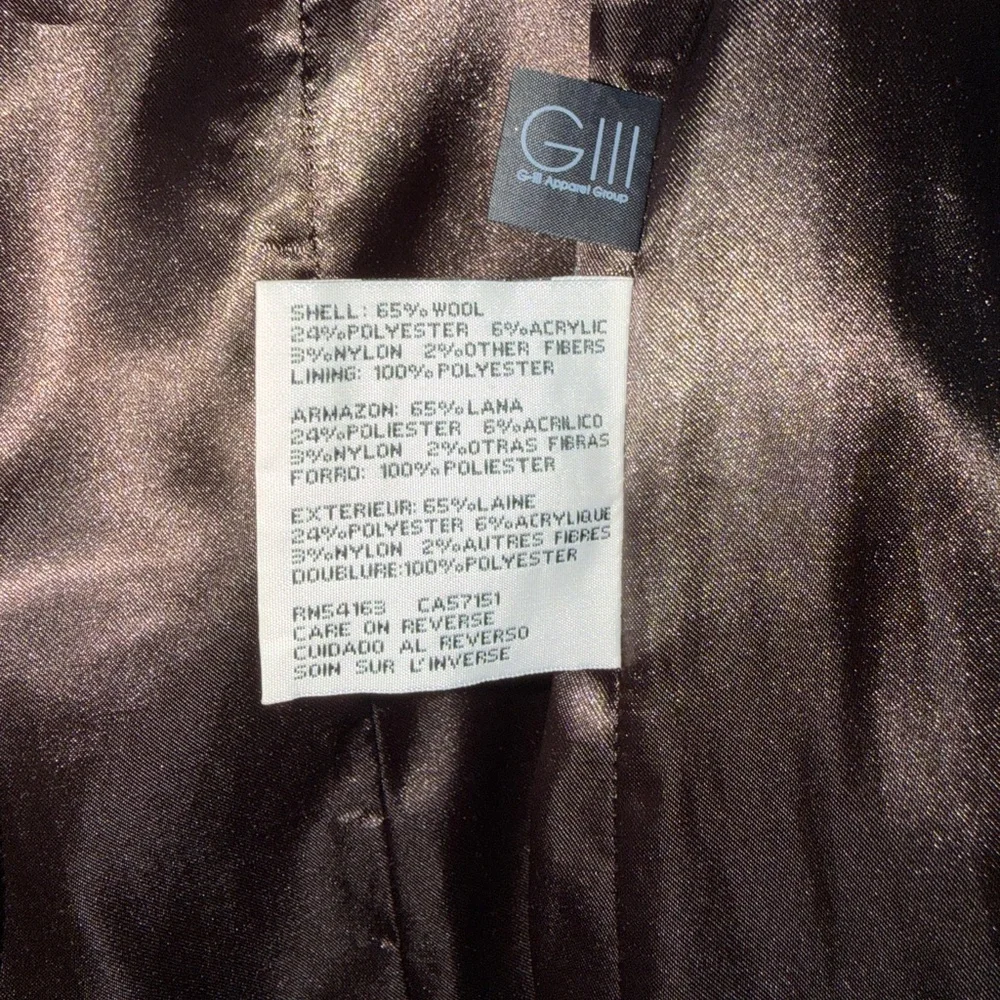 GIII
G-III Apparel Group
SHELL: 65% WOOL
24%POLYESTER 6%ACRYLIC
3%NYLON 2%OTHER FIBERS
LINING: 100% POLYESTER
ARMAZON: 65% LANA
24%POLIESTER 6%ACRILICO
3%NYLON 2%OTRAS FIBRAS
FORRO: 100% POLIESTER
EXTERIEUR: 65%LAINE
24%POLYESTER 6%ACRYLIQUE
3%NYLON 2%AUTRES FIBRES
DOUBLURE:100%POLYESTER
RN54163 CA57151
CARE ON REVERSE
CUIDADO AL REVERSO
SOIN SUR L'INVERSE